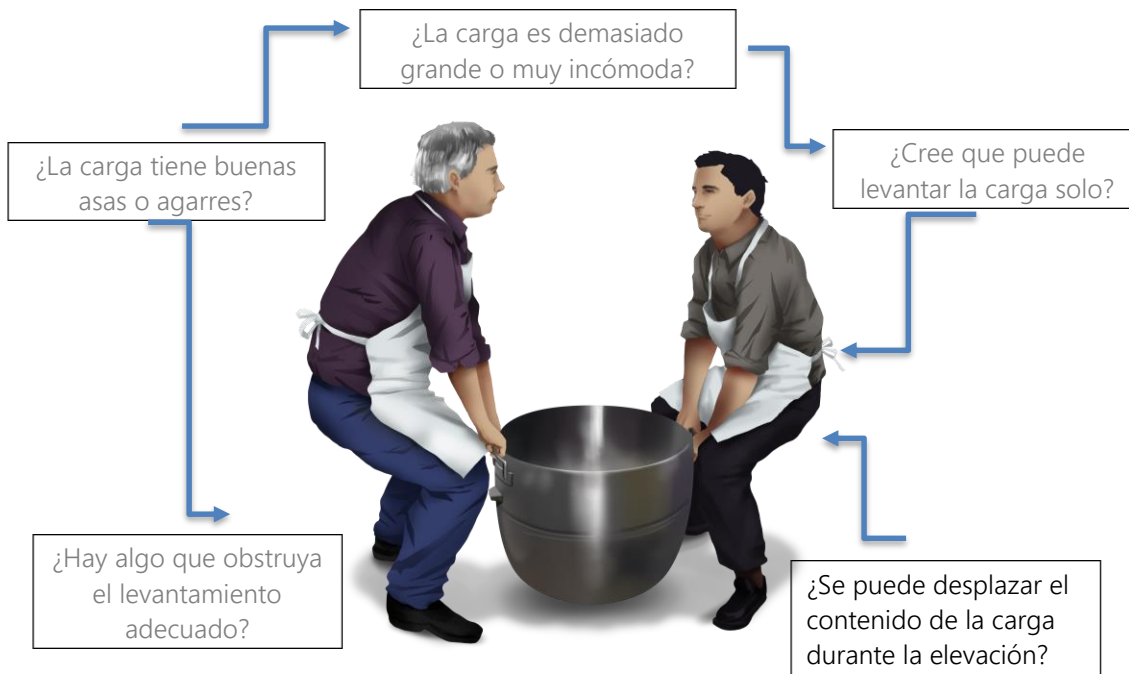 ¿La carga es demasiado
grande o muy incómoda?
¿La carga tiene buenas
asas o agarres?
¿Cree que puede
levantar la carga solo?
¿Hay algo que obstruya
el levantamiento
adecuado?
¿Se puede desplazar el
contenido de la carga
durante la elevación?